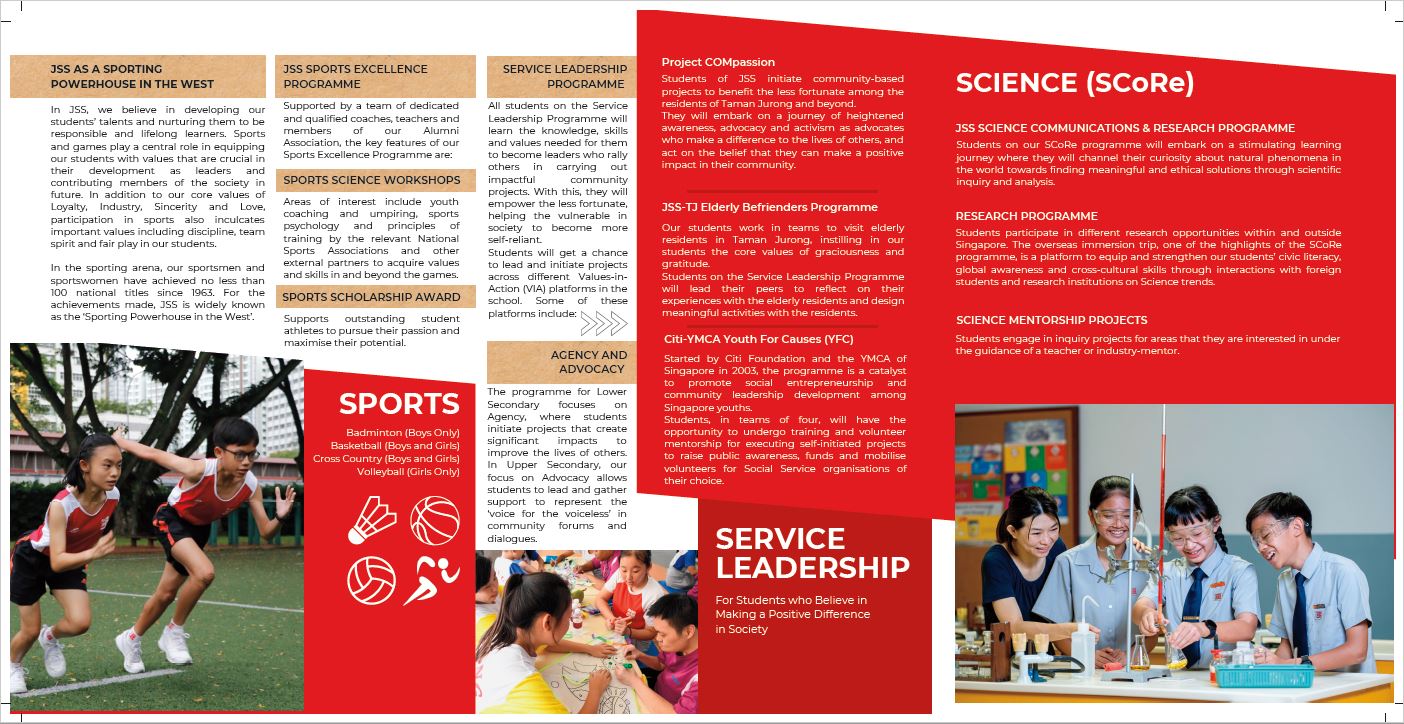 JSS AS A SPORTING
POWERHOUSE IN THE WEST
In JSS, we believe in developing our
students' talents and nurturing them to be
responsible and lifelong learners. Sports
and games play a central role in equipping
our students with values that are crucial in
their development as leaders and
contributing members of the society in
future. In addition to our core values of
Loyalty, Industry, Sincerity and Love,
participation in sports also inculcates
important values including discipline, team
spirit and fair play in our students.
In the sporting arena, our sportsmen and
sportswomen have achieved no less than
100 national titles since 1963. For the
achievements made, JSS is widely known
as the 'Sporting Powerhouse in the West'.
JSS SPORTS EXCELLENCE
PROGRAMME
Supported by a team of dedicated
and qualified coaches, teachers and
members of our Alumni
Association, the key features of our
Sports Excellence Programme are:
SPORTS SCIENCE WORKSHOPS
Areas of interest include youth
coaching and umpiring, sports
psychology and principles of
training by the relevant National
Sports Associations and other
external partners to acquire values
and skills in and beyond the games.
SPORTS SCHOLARSHIP AWARD
Supports outstanding student
athletes to pursue their passion and
maximise their potential.
SPORTS
Badminton (Boys Only)
Basketball (Boys and Girls)
Cross Country (Boys and Girls)
Volleyball (Girls Only)
SERVICE LEADERSHIP
PROGRAMME
All students on the Service
Leadership Programme will
learn the knowledge, skills
and values needed for them
to become leaders who rally
others in carrying out
impactful community
projects. With this, they will
empower the less fortunate,
helping the vulnerable in
society to become more
self-reliant.
Students will get a chance
to lead and initiate projects
across different Values-in-
Action (VIA) platforms in the
school. Some of these
platforms include:
AGENCY AND
ADVOCACY
The programme for Lower
Secondary focuses on
Agency, where students
initiate projects that create
significant impacts to
improve the lives of others.
In Upper Secondary, our
focus on Advocacy allows
students to lead and gather
support to represent the
'voice for the voiceless' in
community forums and
dialogues.
Project COMpassion
Students of JSS initiate community-based
projects to benefit the less fortunate among the
residents of Taman Jurong and beyond.
They will embark on a journey of heightened
awareness, advocacy and activism as advocates
who make a difference to the lives of others, and
act on the belief that they can make a positive
impact in their community.
JSS-TJ Elderly Befrienders Programme
Our students work in teams to visit elderly
residents in Taman Jurong, instilling in our
students the core values of graciousness and
gratitude.
Students on the Service Leadership Programme
will lead their peers to reflect on their
experiences with the elderly residents and design
meaningful activities with the residents.
Citi-YMCA Youth For Causes (YFC)
Started by Citi Foundation and the YMCA of
Singapore in 2003, the programme is a catalyst
to promote social entrepreneurship and
community leadership development among
Singapore youths.
Students, in teams of four, will have the
opportunity to undergo training and volunteer
mentorship for executing self-initiated projects
to raise public awareness, funds and mobilise
volunteers for Social Service organisations of
their choice.
SERVICE
LEADERSHIP
For Students who Believe in
Making a Positive Difference
in Society
SCIENCE (SCoRe)
JSS SCIENCE COMMUNICATIONS & RESEARCH PROGRAMME
Students on our SCoRe programme will embark on a stimulating learning
journey where they will channel their curiosity about natural phenomena in
the world towards finding meaningful and ethical solutions through scientific
inquiry and analysis.
RESEARCH PROGRAMME
Students participate in different research opportunities within and outside
Singapore. The overseas immersion trip, one of the highlights of the SCoRe
programme, is a platform to equip and strengthen our students' civic literacy,
global awareness and cross-cultural skills through interactions with foreign
students and research institutions on Science trends.
SCIENCE MENTORSHIP PROJECTS
Students engage in inquiry projects for areas that they are interested in under
the guidance of a teacher or industry-mentor.